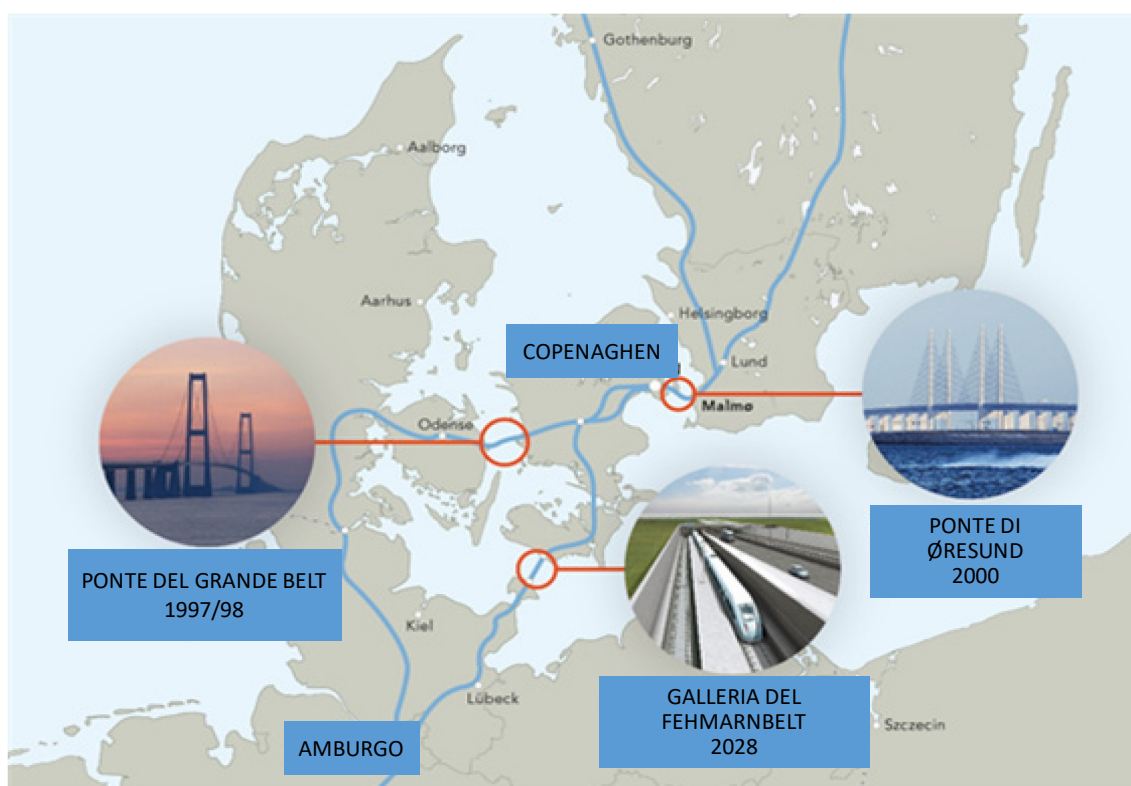 Gothenburg
Aalborg
Aarhus
Helsingborg
COPENAGHEN
Lund
Malmø
Odense
PONTE DI
ØRESUND
2000
PONTE DEL GRANDE BELT
1997/98
Kiel
Lübeck
GALLERIA DEL
FEHMARNBELT
2028
Szczecin
AMBURGO